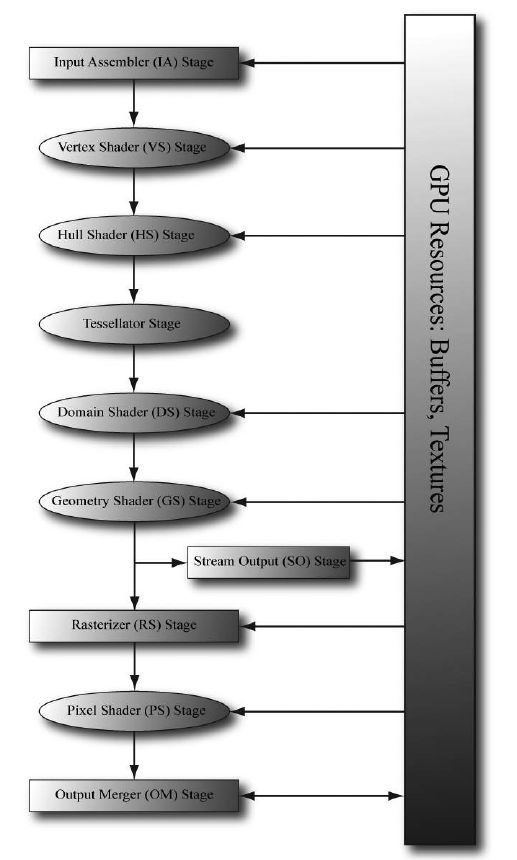 Input Assembler (IA) Stage
Vertex Shader (VS) Stage
Hull Shader (HS) Stage
Tessellator Stage
Domain Shader (DS) Stage
Geometry Shader (GS) Stage
Stream Output (SO) Stage
Rasterizer (RS) Stage
Pixel Shader (PS) Stage
Output Merger (OM) Stage
GPU Resources: Buffers, Textures